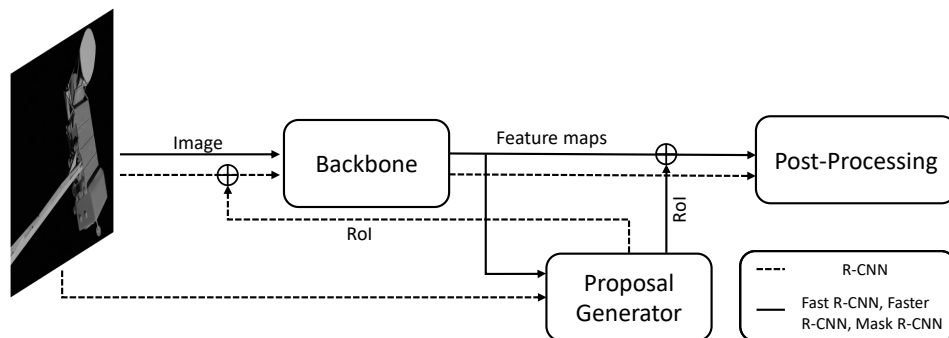 Image
Backbone
Feature maps
Post-Processing
RoI
RoI
Proposal
Generator
R-CNN
Fast R-CNN, Faster
R-CNN, Mask R-CNN